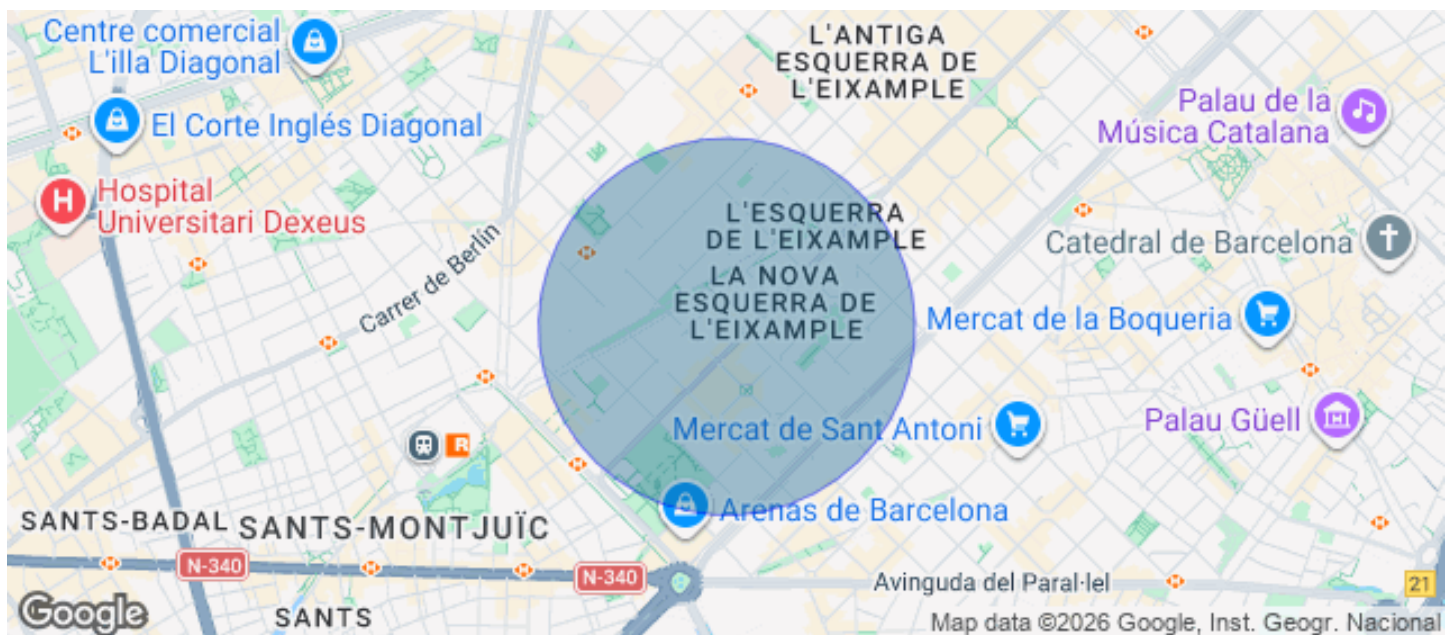 Centre comercial
L'illa Diagonal
L'ANTIGA
ESQUERRA DE
L'EIXAMPLE
El Corte Inglés Diagonal
Palau de la
Música Catalana
H
Hospital
Universitari Dexeus
L'ESQUERRA
DE L'EIXAMPLE
Catedral de Barcelona
Carrer de Berlín
LA NOVA
ESQUERRA DE
L'EIXAMPLE
Mercat de la Boqueria
Mercat de Sant Antoni
Palau Güell
R
Arenas de Barcelona
SANTS-BADAL
SANTS-MONTJUÏC
N-340
N-340
Avinguda del Paral·lel
21
Google
SANTS
Map data ©2026 Google, Inst. Geogr. Nacional